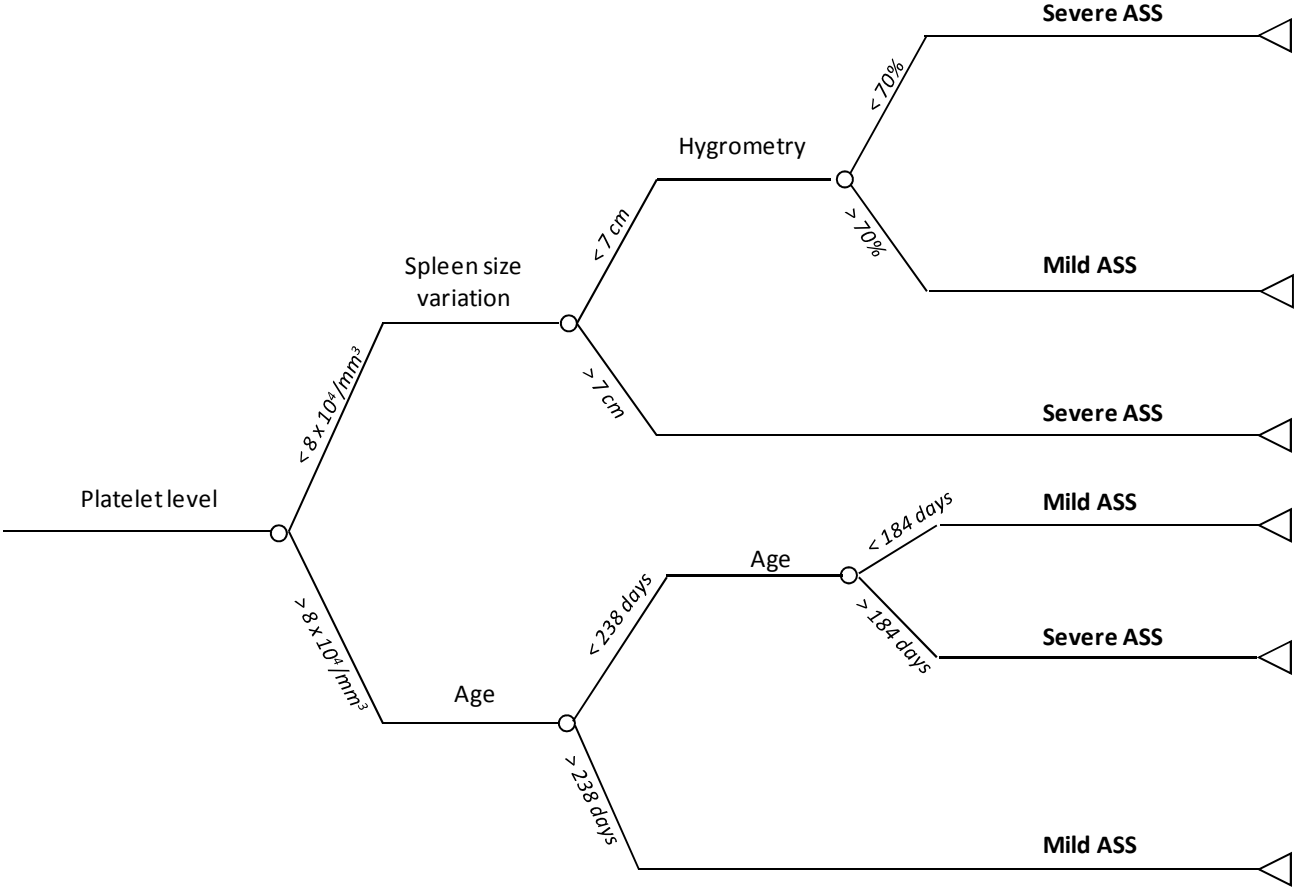 Severe ASS
< 70%
Hygrometry
> 70%
< 7 cm
Mild ASS
Spleen size
variation
> 7 cm
< 8 x 10⁴/mm³
Severe ASS
Platelet level
Mild ASS
< 184 days
Age
< 238 days
> 184 days
Severe ASS
> 8 x 10⁴/mm³
Age
> 238 days
Mild ASS